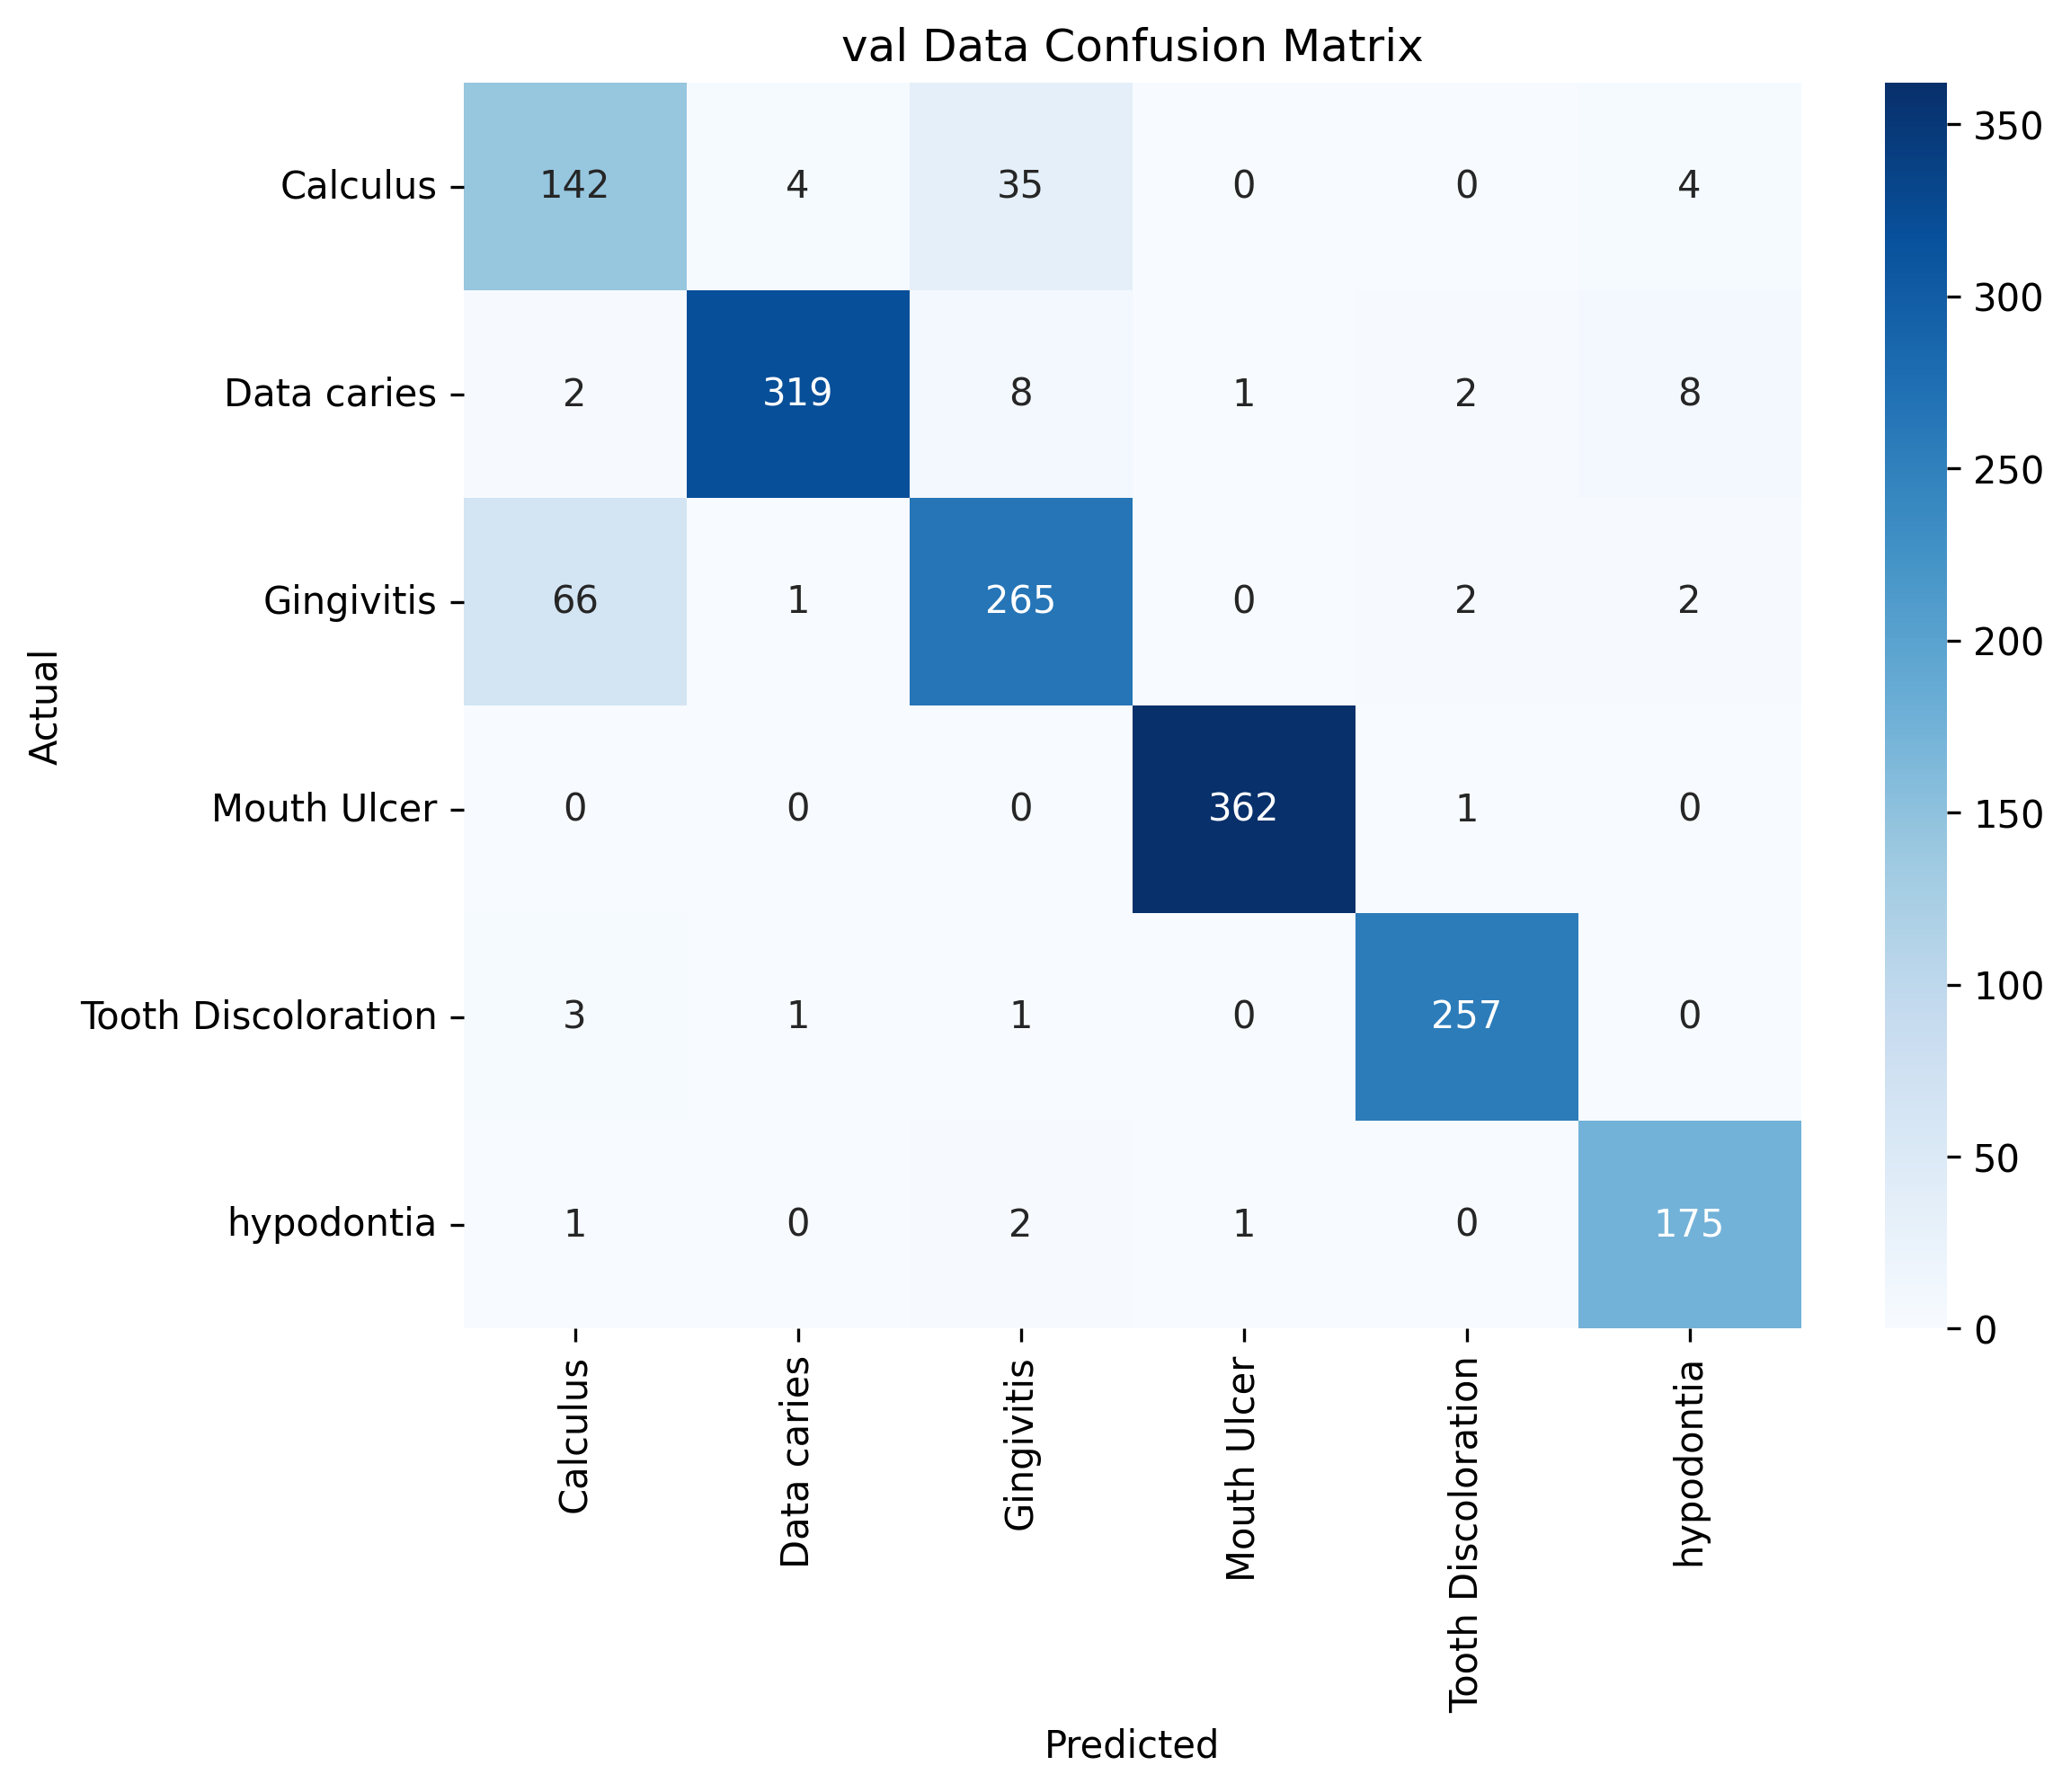 val Data Confusion Matrix
Calculus 142 4 35 0 0 4
Data caries 2 319 8 1 2 8
Gingivitis 66 1 265 0 2 2
Mouth Ulcer 0 0 0 362 1 0
Tooth Discoloration 3 1 1 0 257 0
hypodontia 1 0 2 1 0 175
Actual
Calculus
Data caries
Gingivitis
Mouth Ulcer
Tooth Discoloration
hypodontia
Predicted
350
300
250
200
150
100
50
0